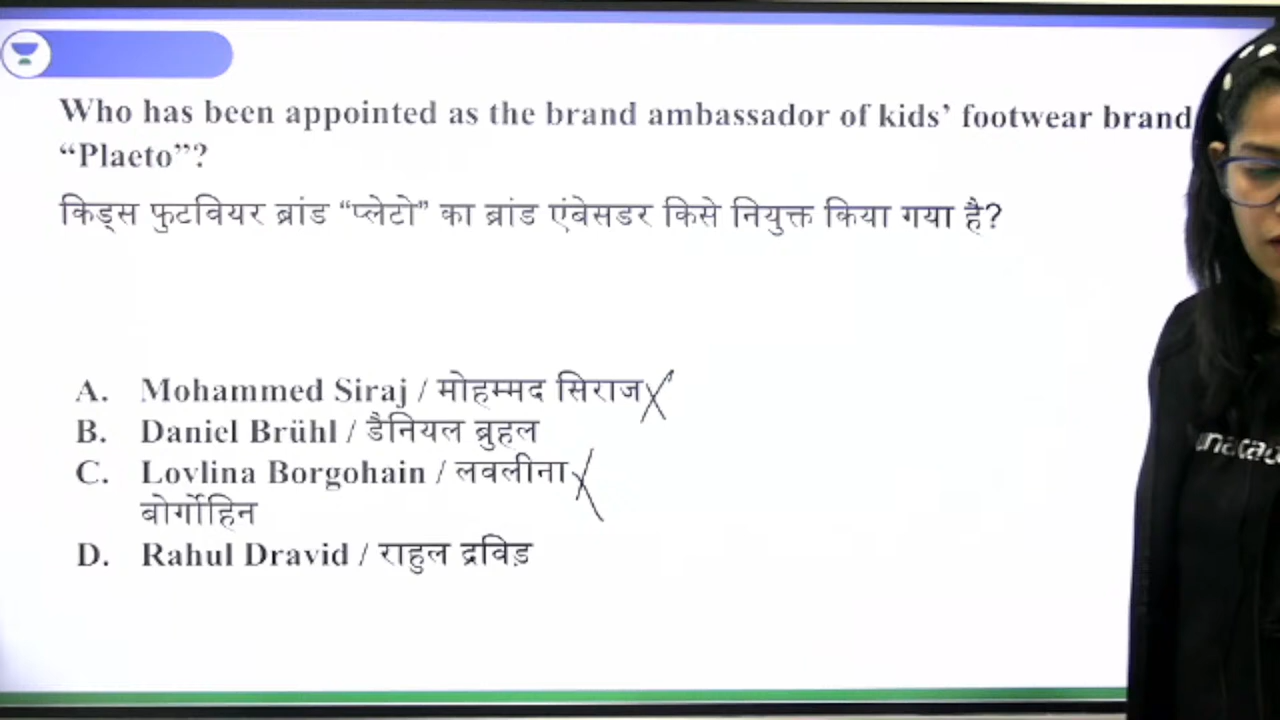 Who has been appointed as the brand ambassador of kids’ footwear brand
“Plaeto”?
किड्स फुटवियर ब्रांड “प्लेटो” का ब्रांड एंबेसडर किसे नियुक्त किया गया है?
A. Mohammed Siraj / मोहम्मद सिराज
B. Daniel Brühl / डैनियल ब्रुहल
C. Lovlina Borgohain / लवलीना
बोर्गोहिन
D. Rahul Dravid / राहुल द्रविड़